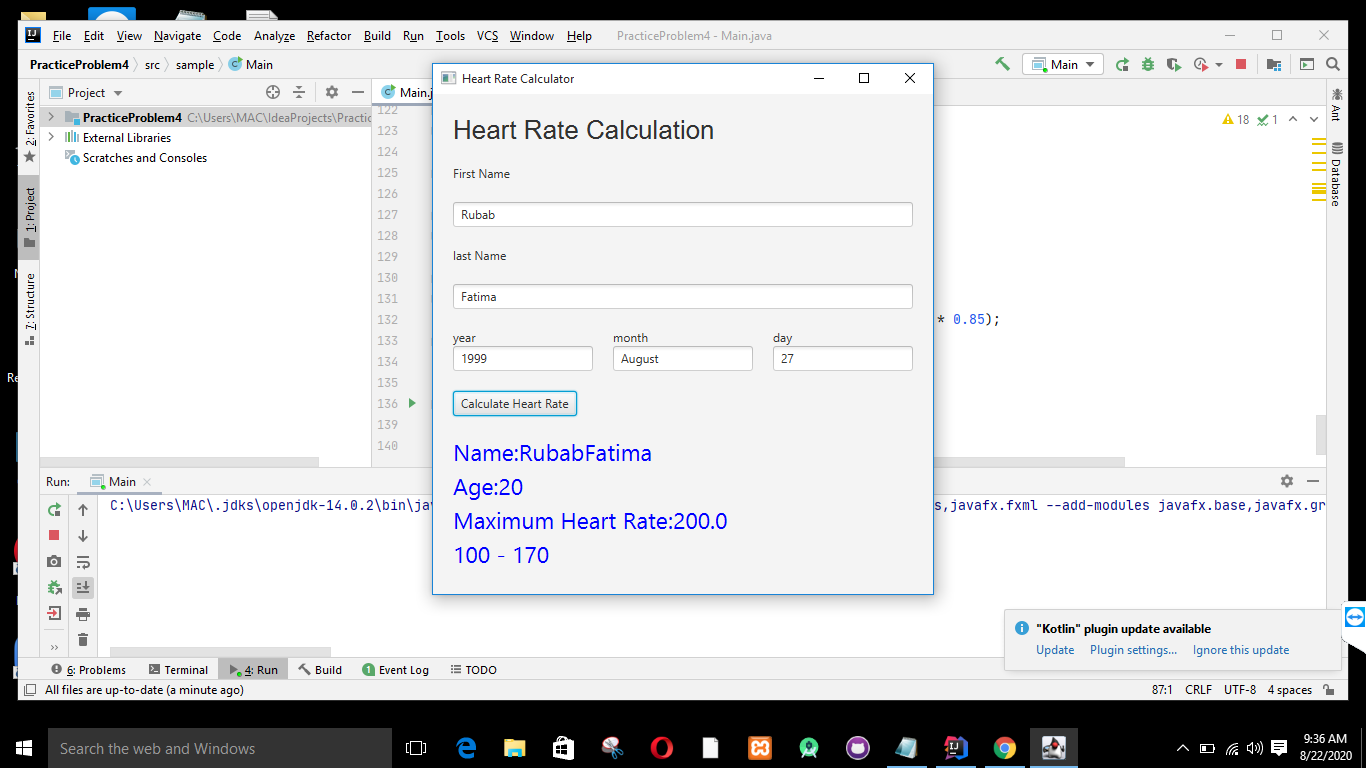 File Edit View Navigate Code Analyze Refactor Build Run Tools VCS Window Help PracticeProblem4 - Main.java
PracticeProblem4 src sample Main
Main
Heart Rate Calculator
Project
Main.j
2: Favorites
1: Project
7: Structure
PracticeProblem4 C:\Users\MAC\IdeaProjects\Practic
External Libraries
Scratches and Consoles
122
123
124
125
126
127
128
129
130
131
132 * 0.85);
133
134
135
136
139
140
18 1
Ant
Database
Heart Rate Calculation
First Name
Rubab
last Name
Fatima
year month day
1999 August 27
Calculate Heart Rate
Name:RubabFatima
Age:20
Maximum Heart Rate:200.0
100 - 170
Run: Main
C:\Users\MAC\.jdks\openjdk-14.0.2\bin\jav s,javafx.fxml --add-modules javafx.base,javafx.gr
"Kotlin" plugin update available
Update Plugin settings... Ignore this update
6: Problems Terminal 4: Run Build 1 Event Log TODO
All files are up-to-date (a minute ago) 87:1 CRLF UTF-8 4 spaces
Search the web and Windows
9:36 AM
8/22/2020